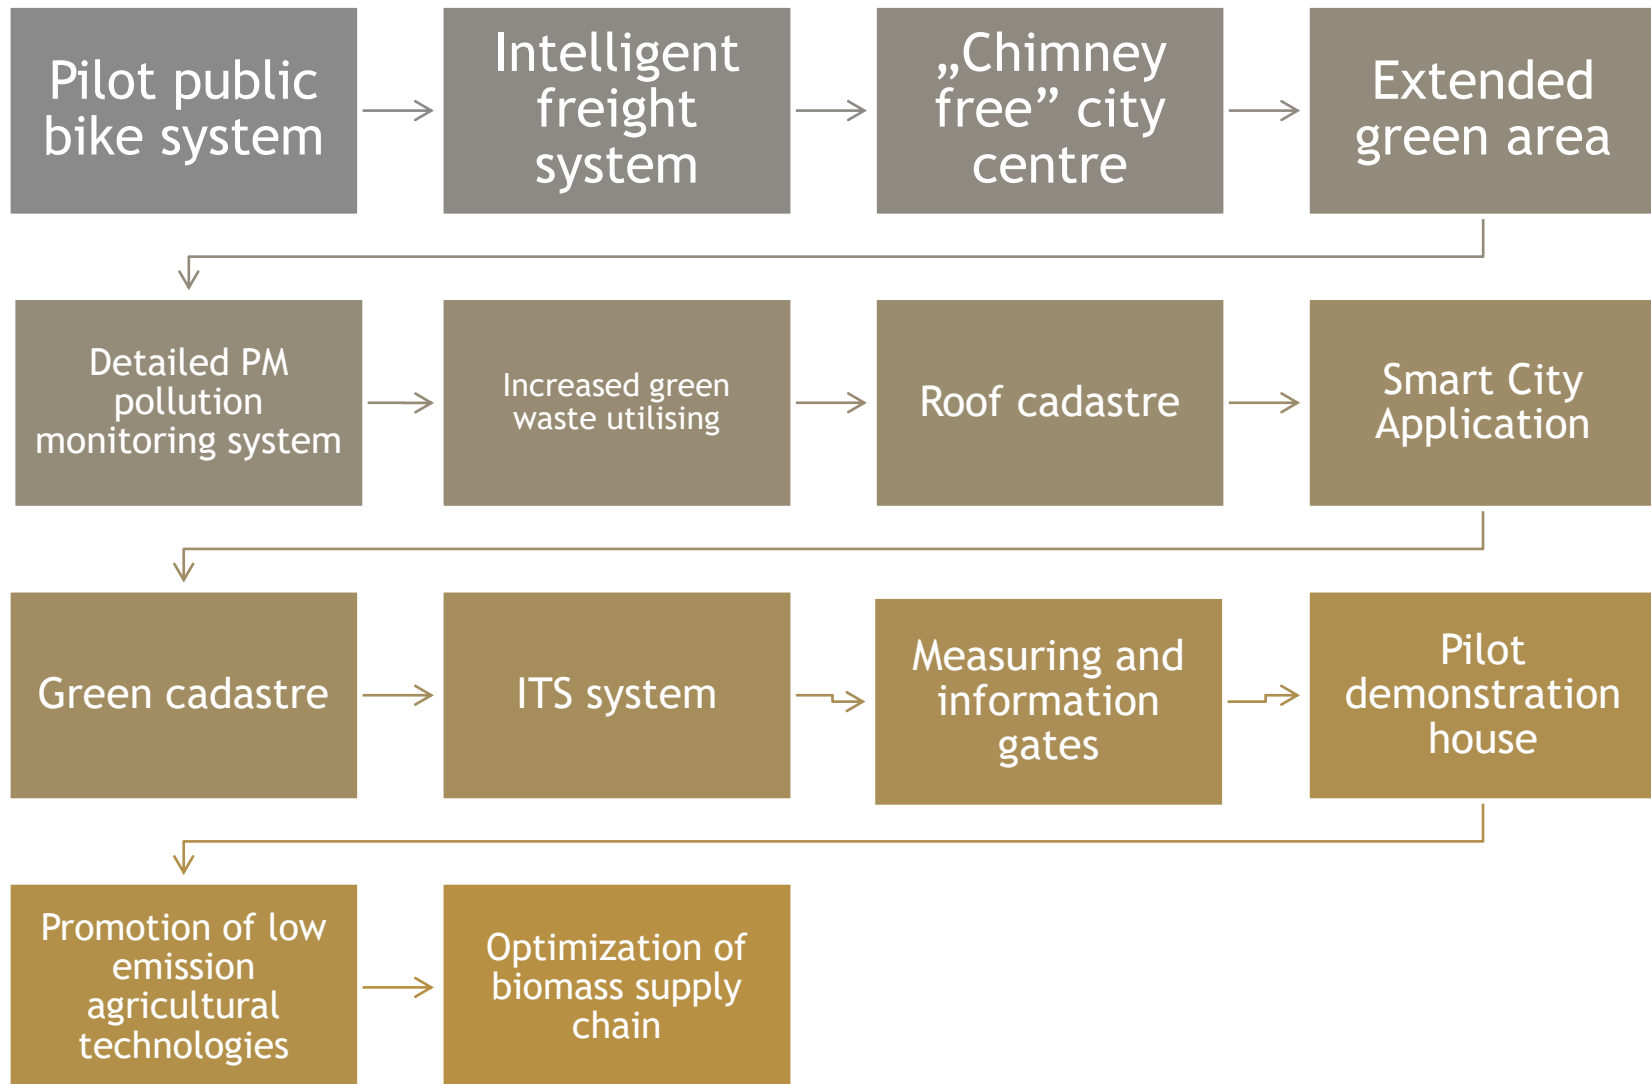 Pilot public
bike system
Intelligent
freight
system
„Chimney
free” city
centre
Extended
green area
Detailed PM
pollution
monitoring system
Increased green
waste utilising
Roof cadastre
Smart City
Application
Green cadastre
ITS system
Measuring and
information
gates
Pilot
demonstration
house
Promotion of low
emission
agricultural
technologies
Optimization of
biomass supply
chain